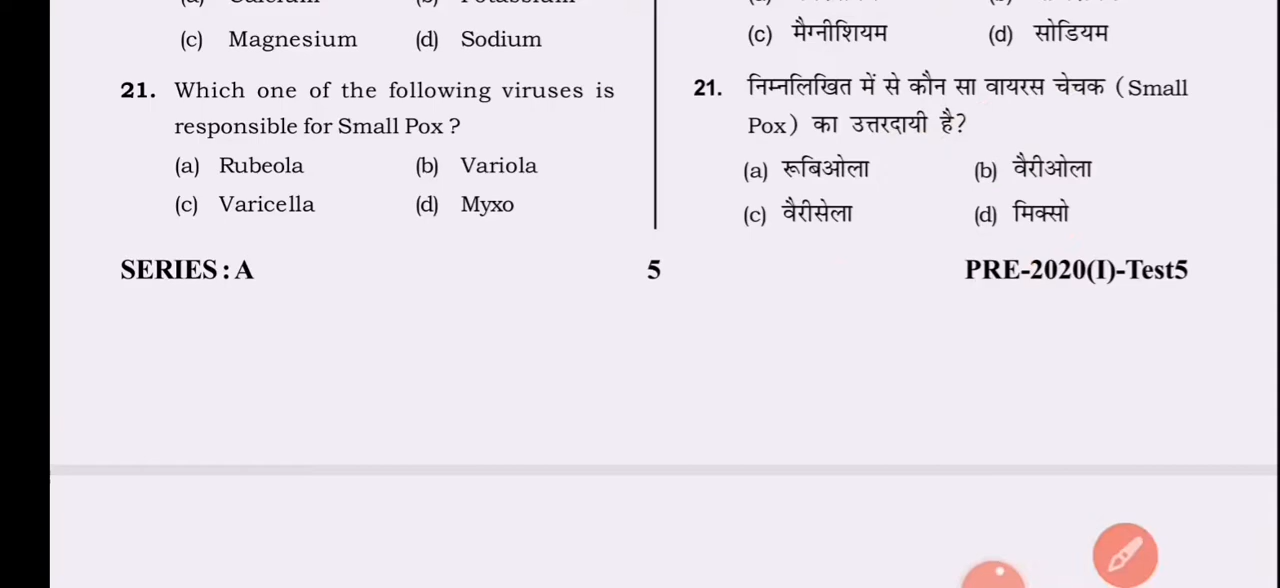 (c) Magnesium (d) Sodium
21. Which one of the following viruses is
responsible for Small Pox ?
(a) Rubeola (b) Variola
(c) Varicella (d) Myxo
(c) मैग्नीशियम (d) सोडियम
21. निम्नलिखित में से कौन सा वायरस चेचक (Small
Pox) का उत्तरदायी है?
(a) रूबिओला (b) वैरीओला
(c) वैरीसेला (d) मिक्सो
SERIES : A 5 PRE-2020(I)-Test5